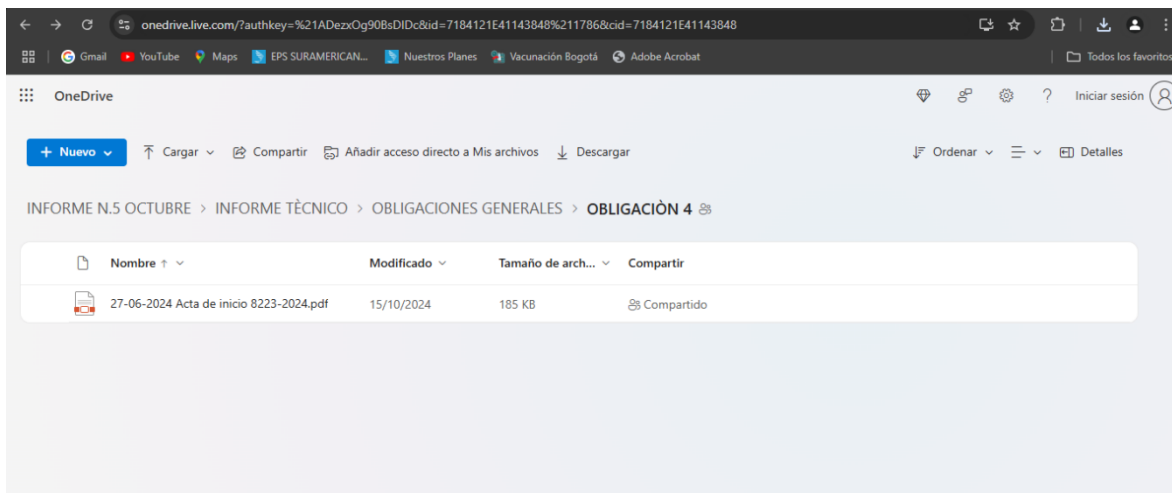 onedrive.live.com/?authkey=%21ADezxOg90BsDIDc&id=7184121E41143848%211786&cid=7184121E41143848
Gmail YouTube Maps EPS SURAMERICAN... Nuestros Planes Vacunación Bogotá Adobe Acrobat Todos los favoritos
OneDrive ? Iniciar sesión
+ Nuevo Cargar Compartir Añadir acceso directo a Mis archivos Descargar Ordenar Detalles
INFORME N.5 OCTUBRE > INFORME TÈCNICO > OBLIGACIONES GENERALES > OBLIGACIÒN 4
Nombre Modificado Tamaño de arch... Compartir
27-06-2024 Acta de inicio 8223-2024.pdf 15/10/2024 185 KB Compartido